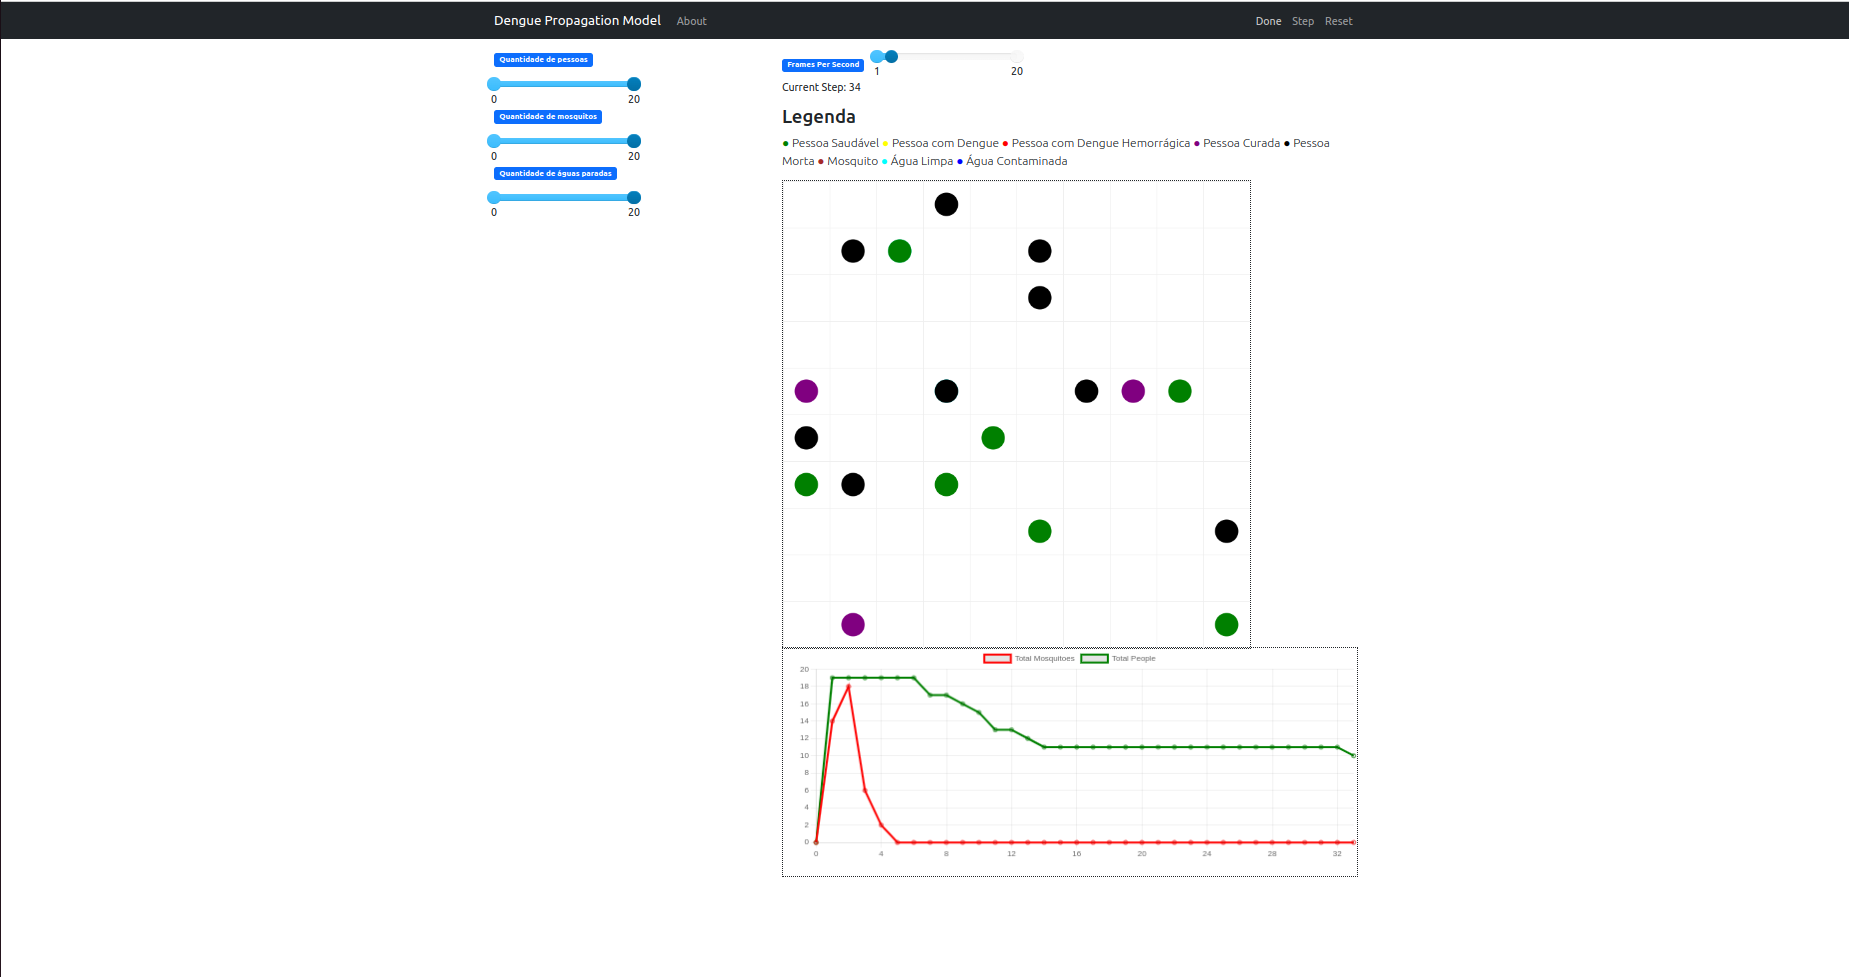 Dengue Propagation Model About Done Step Reset
Quantidade de pessoas
0 20
Quantidade de mosquitos
0 20
Quantidade de águas paradas
0 20
Frames Per Second
1 20
Current Step: 34
Legenda
Pessoa Saudável Pessoa com Dengue Pessoa com Dengue Hemorrágica Pessoa Curada Pessoa
Morta Mosquito Água Limpa Água Contaminada
Total Mosquitoes Total People
20
18
16
14
12
10
8
6
4
2
0
0 4 8 12 16 20 24 28 32